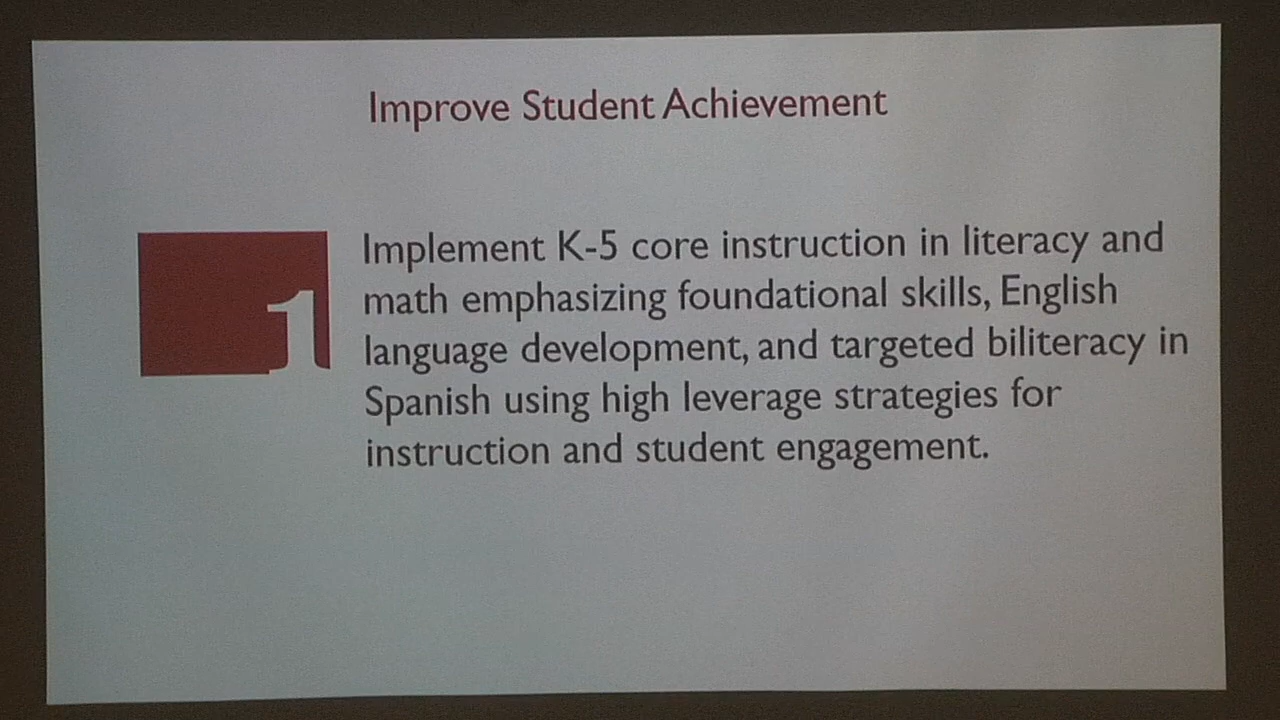 Improve Student Achievement
1
Implement K-5 core instruction in literacy and
math emphasizing foundational skills, English
language development, and targeted biliteracy in
Spanish using high leverage strategies for
instruction and student engagement.